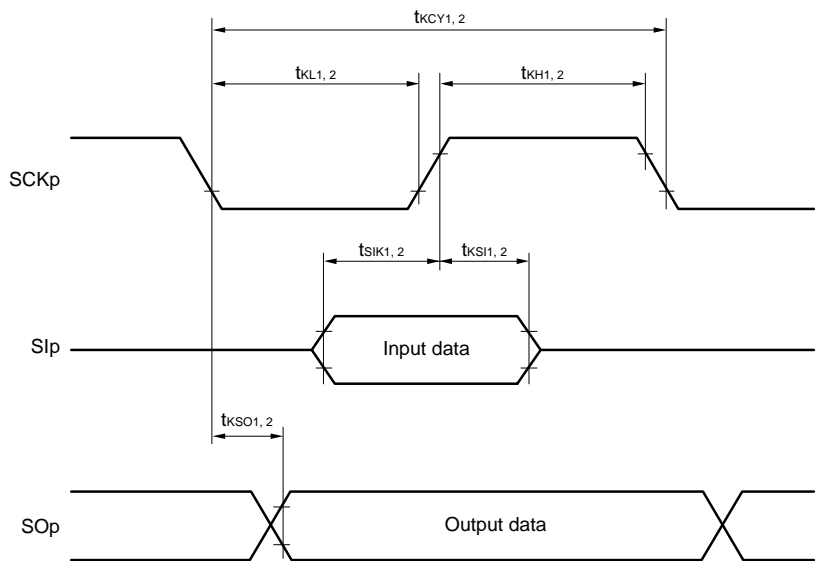 tKCY1, 2
tKL1, 2
tKH1, 2
SCKp
tSIK1, 2
tKSI1, 2
SIp
Input data
tKSO1, 2
SOp
Output data